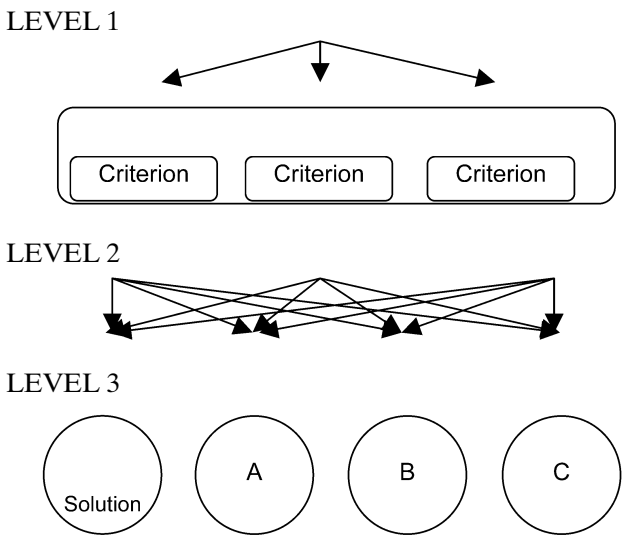 LEVEL 1
Criterion Criterion Criterion
LEVEL 2
LEVEL 3
Solution A B C